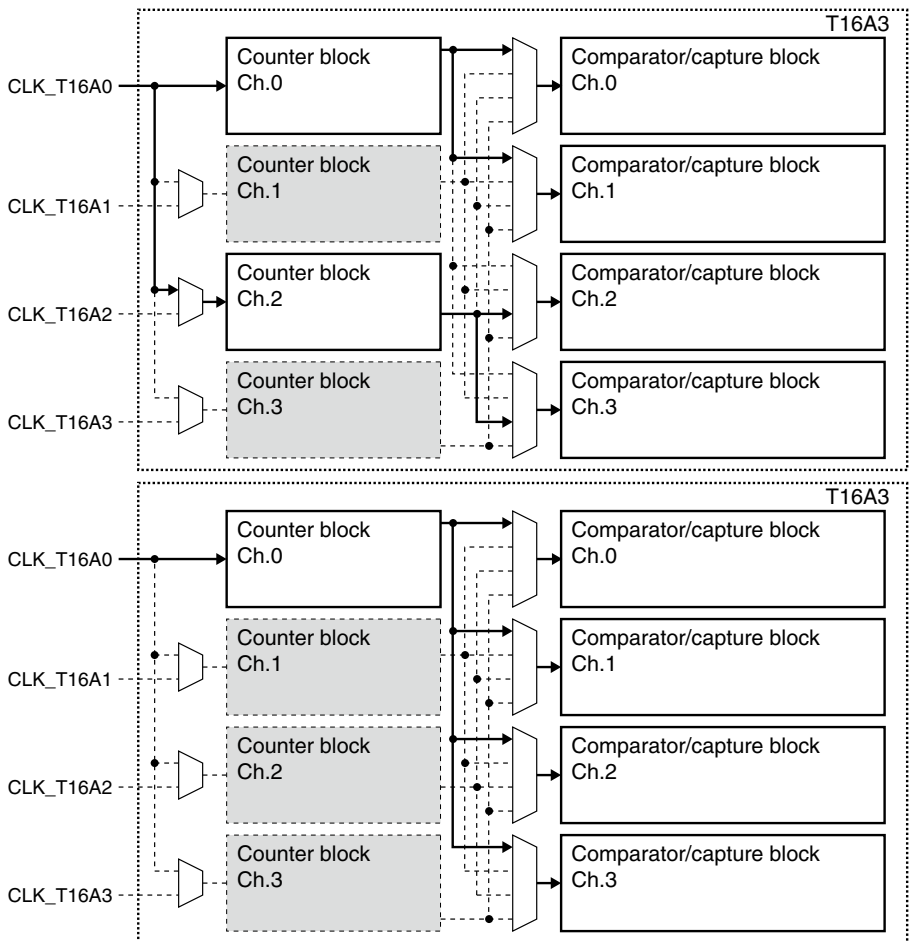 T16A3
CLK_T16A0
Counter block
Ch.0
Comparator/capture block
Ch.0
CLK_T16A1
Counter block
Ch.1
Comparator/capture block
Ch.1
CLK_T16A2
Counter block
Ch.2
Comparator/capture block
Ch.2
CLK_T16A3
Counter block
Ch.3
Comparator/capture block
Ch.3
T16A3
CLK_T16A0
Counter block
Ch.0
Comparator/capture block
Ch.0
CLK_T16A1
Counter block
Ch.1
Comparator/capture block
Ch.1
CLK_T16A2
Counter block
Ch.2
Comparator/capture block
Ch.2
CLK_T16A3
Counter block
Ch.3
Comparator/capture block
Ch.3